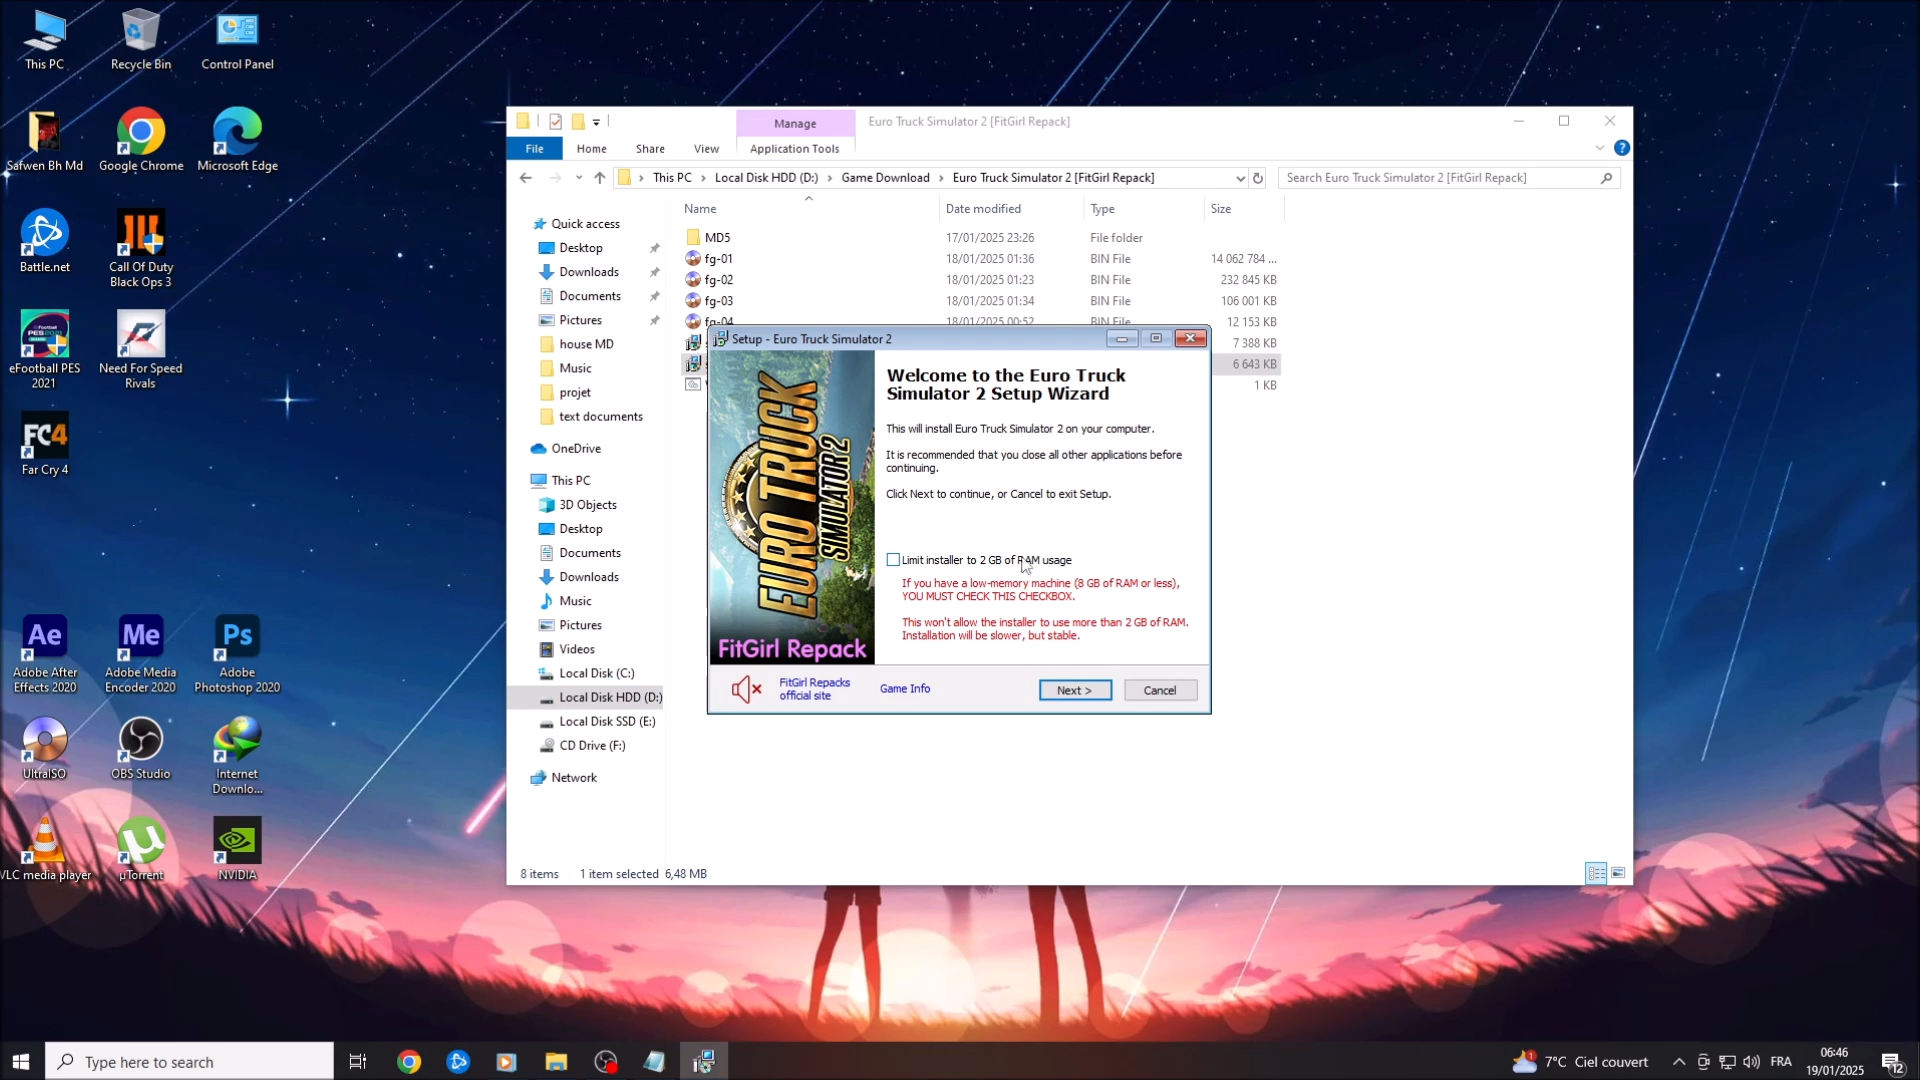 This PC
Recycle Bin
Control Panel
Safwen Bh Md
Google Chrome
Microsoft Edge
Battle.net
Call Of Duty
Black Ops 3
eFootball PES
2021
Need For Speed
Rivals
FC4
Far Cry 4
Ae
Me
Ps
Adobe After
Effects 2020
Adobe Media
Encoder 2020
Adobe
Photoshop 2020
UltraISO
OBS Studio
Internet
Downlo...
VLC media player
µTorrent
NVIDIA
Manage
Euro Truck Simulator 2 [FitGirl Repack]
File
Home
Share
View
Application Tools
This PC > Local Disk HDD (D:) > Game Download > Euro Truck Simulator 2 [FitGirl Repack]
Search Euro Truck Simulator 2 [FitGirl Repack]
Quick access
Desktop
Downloads
Documents
Pictures
house MD
Music
projet
text documents
OneDrive
This PC
3D Objects
Desktop
Documents
Downloads
Music
Pictures
Videos
Local Disk (C:)
Local Disk HDD (D:)
Local Disk SSD (E:)
CD Drive (F:)
Network
Name Date modified Type Size
MD5 17/01/2025 23:26 File folder
fg-01 18/01/2025 01:36 BIN File 14 062 784 ...
fg-02 18/01/2025 01:23 BIN File 232 845 KB
fg-03 18/01/2025 01:34 BIN File 106 001 KB
fg-04 18/01/2025 00:52 BIN File 12 153 KB
7 388 KB
6 643 KB
1 KB
Setup - Euro Truck Simulator 2
EURO TRUCK
SIMULATOR 2
FitGirl Repack
Welcome to the Euro Truck
Simulator 2 Setup Wizard
This will install Euro Truck Simulator 2 on your computer.
It is recommended that you close all other applications before
continuing.
Click Next to continue, or Cancel to exit Setup.
Limit installer to 2 GB of RAM usage
If you have a low-memory machine (8 GB of RAM or less),
YOU MUST CHECK THIS CHECKBOX.
This won't allow the installer to use more than 2 GB of RAM.
Installation will be slower, but stable.
FitGirl Repacks
official site
Game Info
Next >
Cancel
8 items 1 item selected 6,48 MB
Type here to search
1
7°C Ciel couvert
FRA
06:46
19/01/2025
12